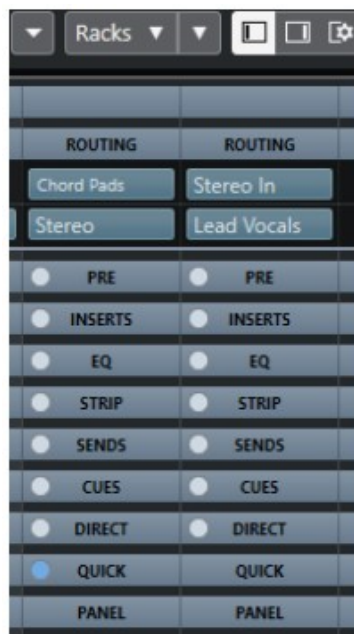 Racks
ROUTING ROUTING
Chord Pads Stereo In
Stereo Lead Vocals
PRE PRE
INSERTS INSERTS
EQ EQ
STRIP STRIP
SENDS SENDS
CUES CUES
DIRECT DIRECT
QUICK QUICK
PANEL PANEL